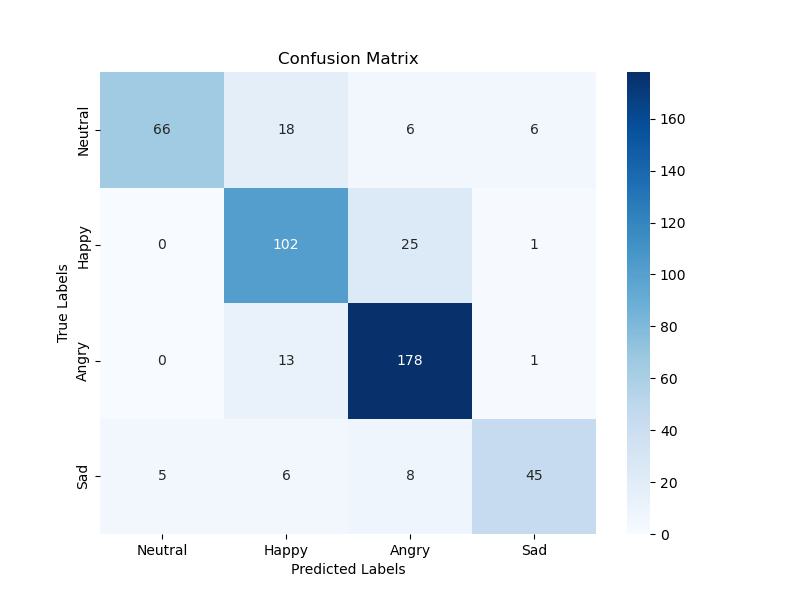 Confusion Matrix
True Labels
Neutral
66 18 6 6
Happy
0 102 25 1
Angry
0 13 178 1
Sad
5 6 8 45
Neutral Happy Angry Sad
Predicted Labels
160
140
120
100
80
60
40
20
0